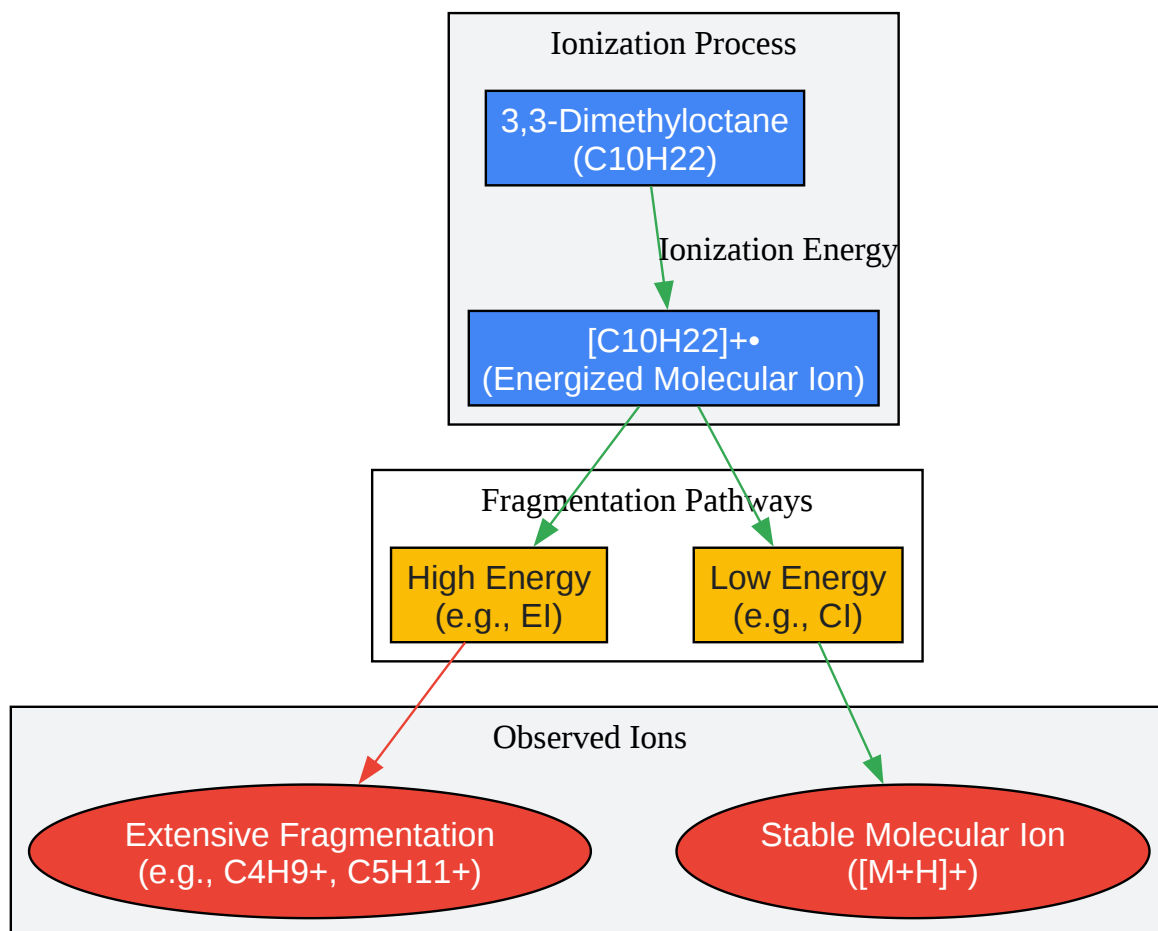 Ionization Process
3,3-Dimethyloctane
(C10H22)
Ionization Energy
[C10H22]+•
(Energized Molecular Ion)
Fragmentation Pathways
High Energy
(e.g., EI)
Low Energy
(e.g., CI)
Observed Ions
Extensive Fragmentation
(e.g., C4H9+, C5H11+)
Stable Molecular Ion
([M+H]+)